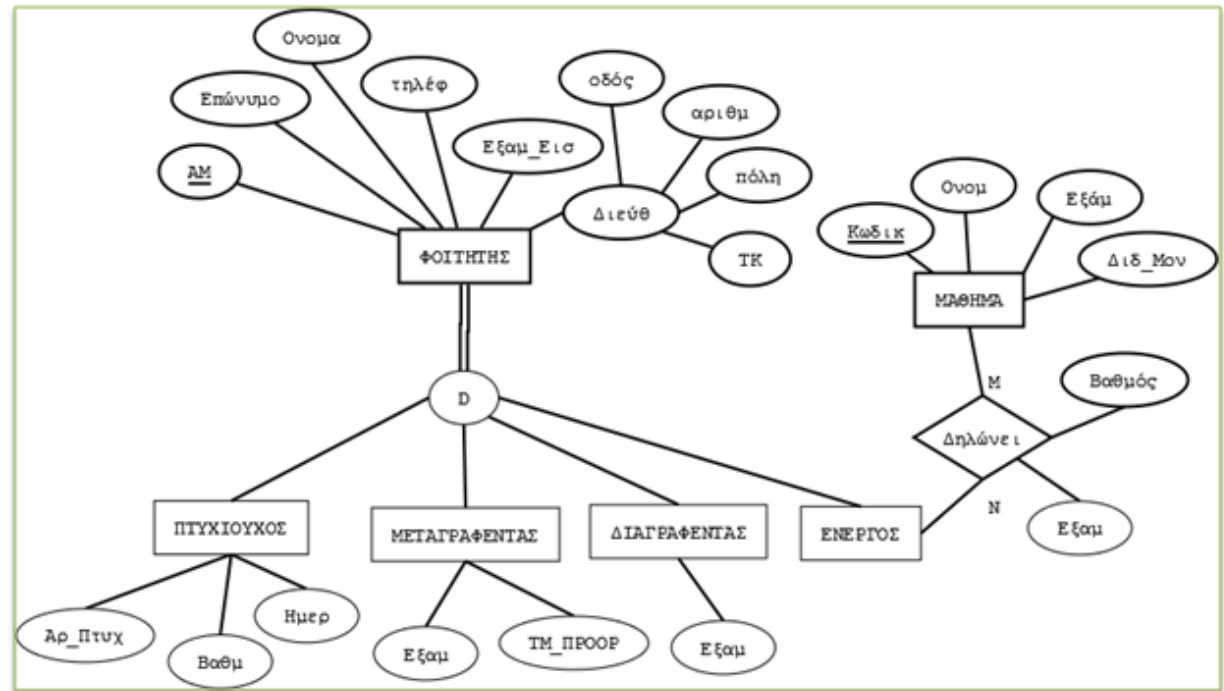 Ονομα
τηλέφ
οδός
Επώνυμο
αριθμ
Εξαμ_Εισ
ΑΜ
πόλη
Ονομ
Εξάμ
Διεύθ
Κωδικ
ΦΟΙΤΗΤΗΣ
ΤΚ
Διδ_Μον
ΜΑΘΗΜΑ
Μ
Βαθμός
D
Δηλώνει
Ν
ΠΤΥΧΙΟΥΧΟΣ
ΜΕΤΑΓΡΑΦΕΝΤΑΣ
ΔΙΑΓΡΑΦΕΝΤΑΣ
ΕΝΕΡΓΟΣ
Εξαμ
Αρ_Πτυχ
Ημερ
Βαθμ
Εξαμ
ΤΜ_ΠΡΟΟΡ
Εξαμ